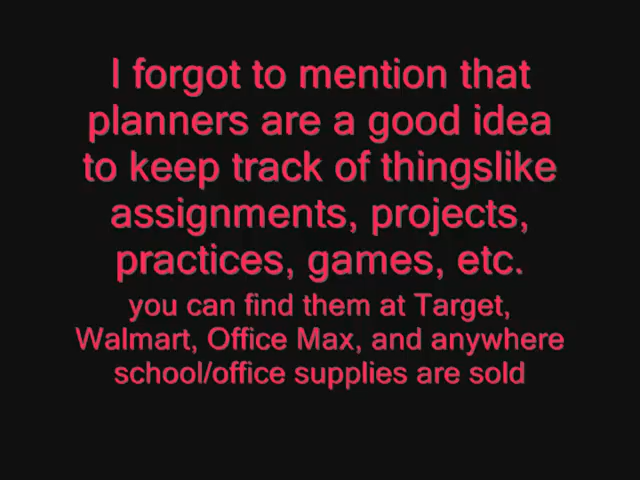 I forgot to mention that
planners are a good idea
to keep track of thingslike
assignments, projects,
practices, games, etc.
you can find them at Target,
Walmart, Office Max, and anywhere
school/office supplies are sold